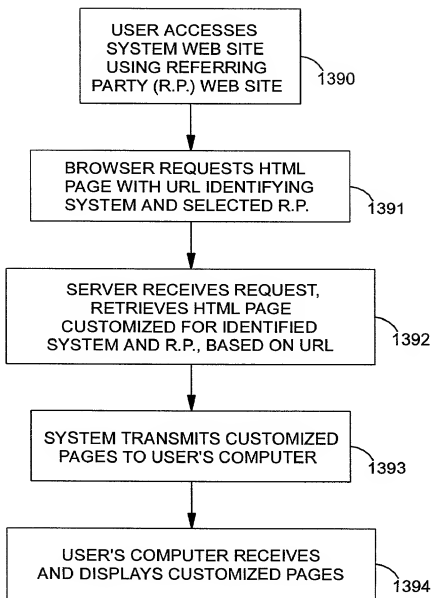 USER ACCESSES
SYSTEM WEB SITE
USING REFERRING
PARTY (R.P.) WEB SITE
1390
BROWSER REQUESTS HTML
PAGE WITH URL IDENTIFYING
SYSTEM AND SELECTED R.P.
1391
SERVER RECEIVES REQUEST,
RETRIEVES HTML PAGE
CUSTOMIZED FOR IDENTIFIED
SYSTEM AND R.P., BASED ON URL
1392
SYSTEM TRANSMITS CUSTOMIZED
PAGES TO USER'S COMPUTER
1393
USER'S COMPUTER RECEIVES
AND DISPLAYS CUSTOMIZED PAGES
1394